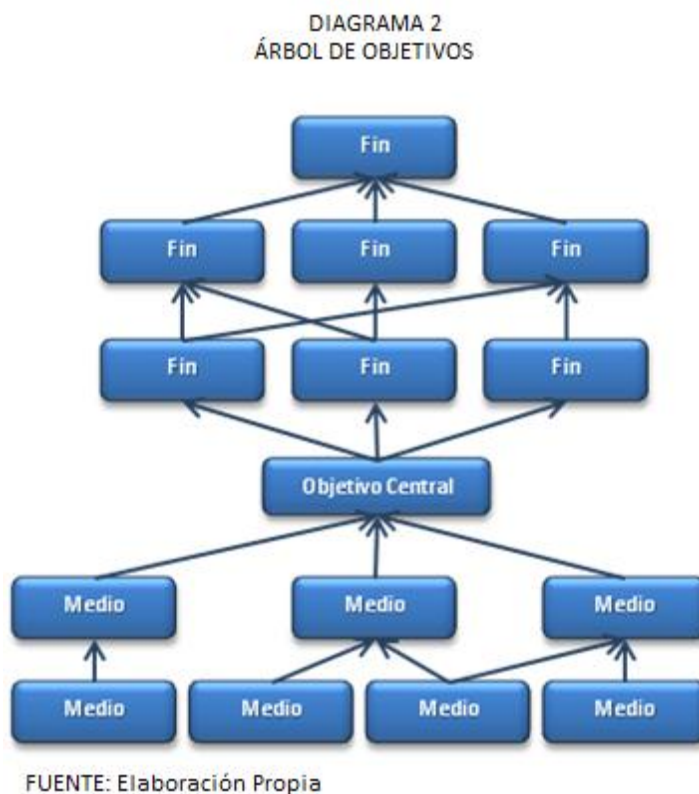 DIAGRAMA 2
ÁRBOL DE OBJETIVOS
Fin
Fin Fin Fin
Fin Fin Fin
Objetivo Central
Medio Medio Medio
Medio Medio Medio Medio
FUENTE: Elaboración Propia